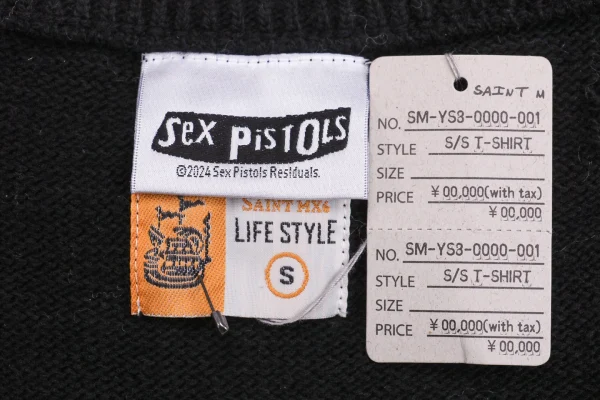 Sex PISTOLS
©2024 Sex Pistols Residuals.
SAINT MX6
LIFE STYLE
S
SAINT M
NO. SM-YS3-0000-001
STYLE S/S T-SHIRT
SIZE
PRICE ¥00,000(with tax)
¥00,000
NO. SM-YS3-0000-001
STYLE S/S T-SHIRT
SIZE
PRICE ¥00,000(with tax)
¥00,000